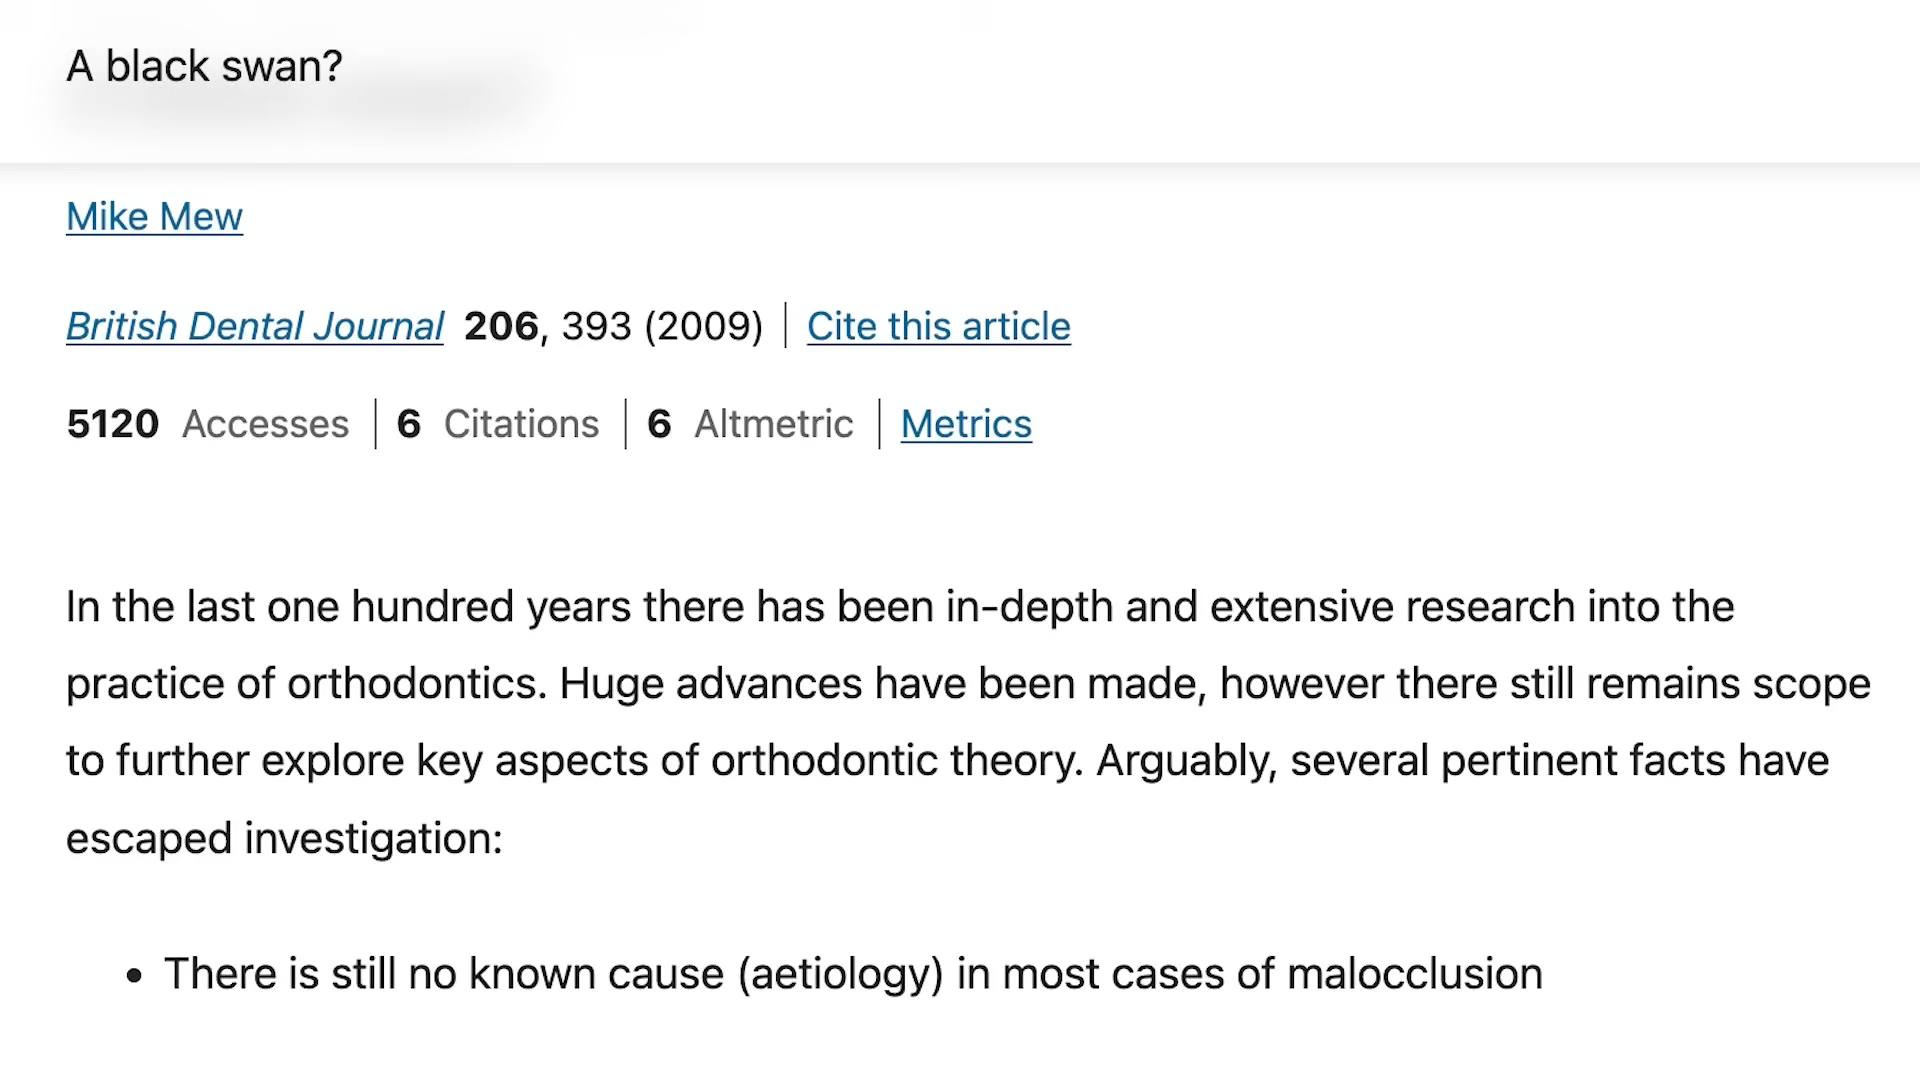 A black swan?
Mike Mew
British Dental Journal 206, 393 (2009) | Cite this article
5120 Accesses | 6 Citations | 6 Altmetric | Metrics
In the last one hundred years there has been in-depth and extensive research into the
practice of orthodontics. Huge advances have been made, however there still remains scope
to further explore key aspects of orthodontic theory. Arguably, several pertinent facts have
escaped investigation:
• There is still no known cause (aetiology) in most cases of malocclusion